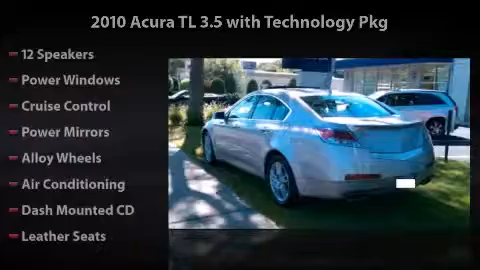 2010 Acura TL 3.5 with Technology Pkg
12 Speakers
Power Windows
Cruise Control
Power Mirrors
Alloy Wheels
Air Conditioning
Dash Mounted CD
Leather Seats